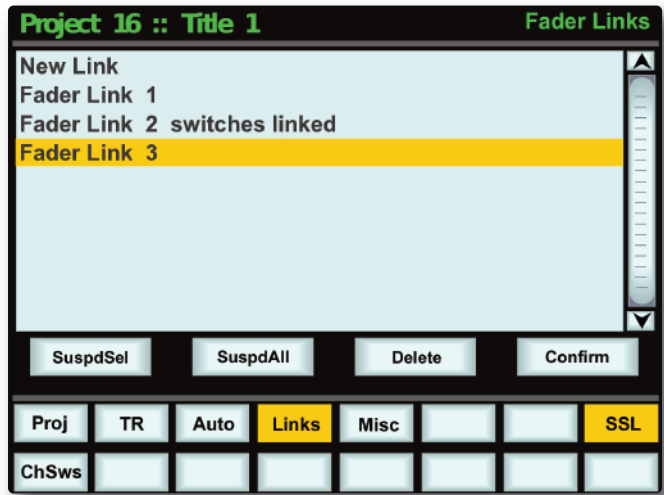 Project 16 :: Title 1 Fader Links
New Link
Fader Link 1
Fader Link 2 switches linked
Fader Link 3
SuspdSel SuspdAll Delete Confirm
Proj TR Auto Links Misc SSL
ChSws